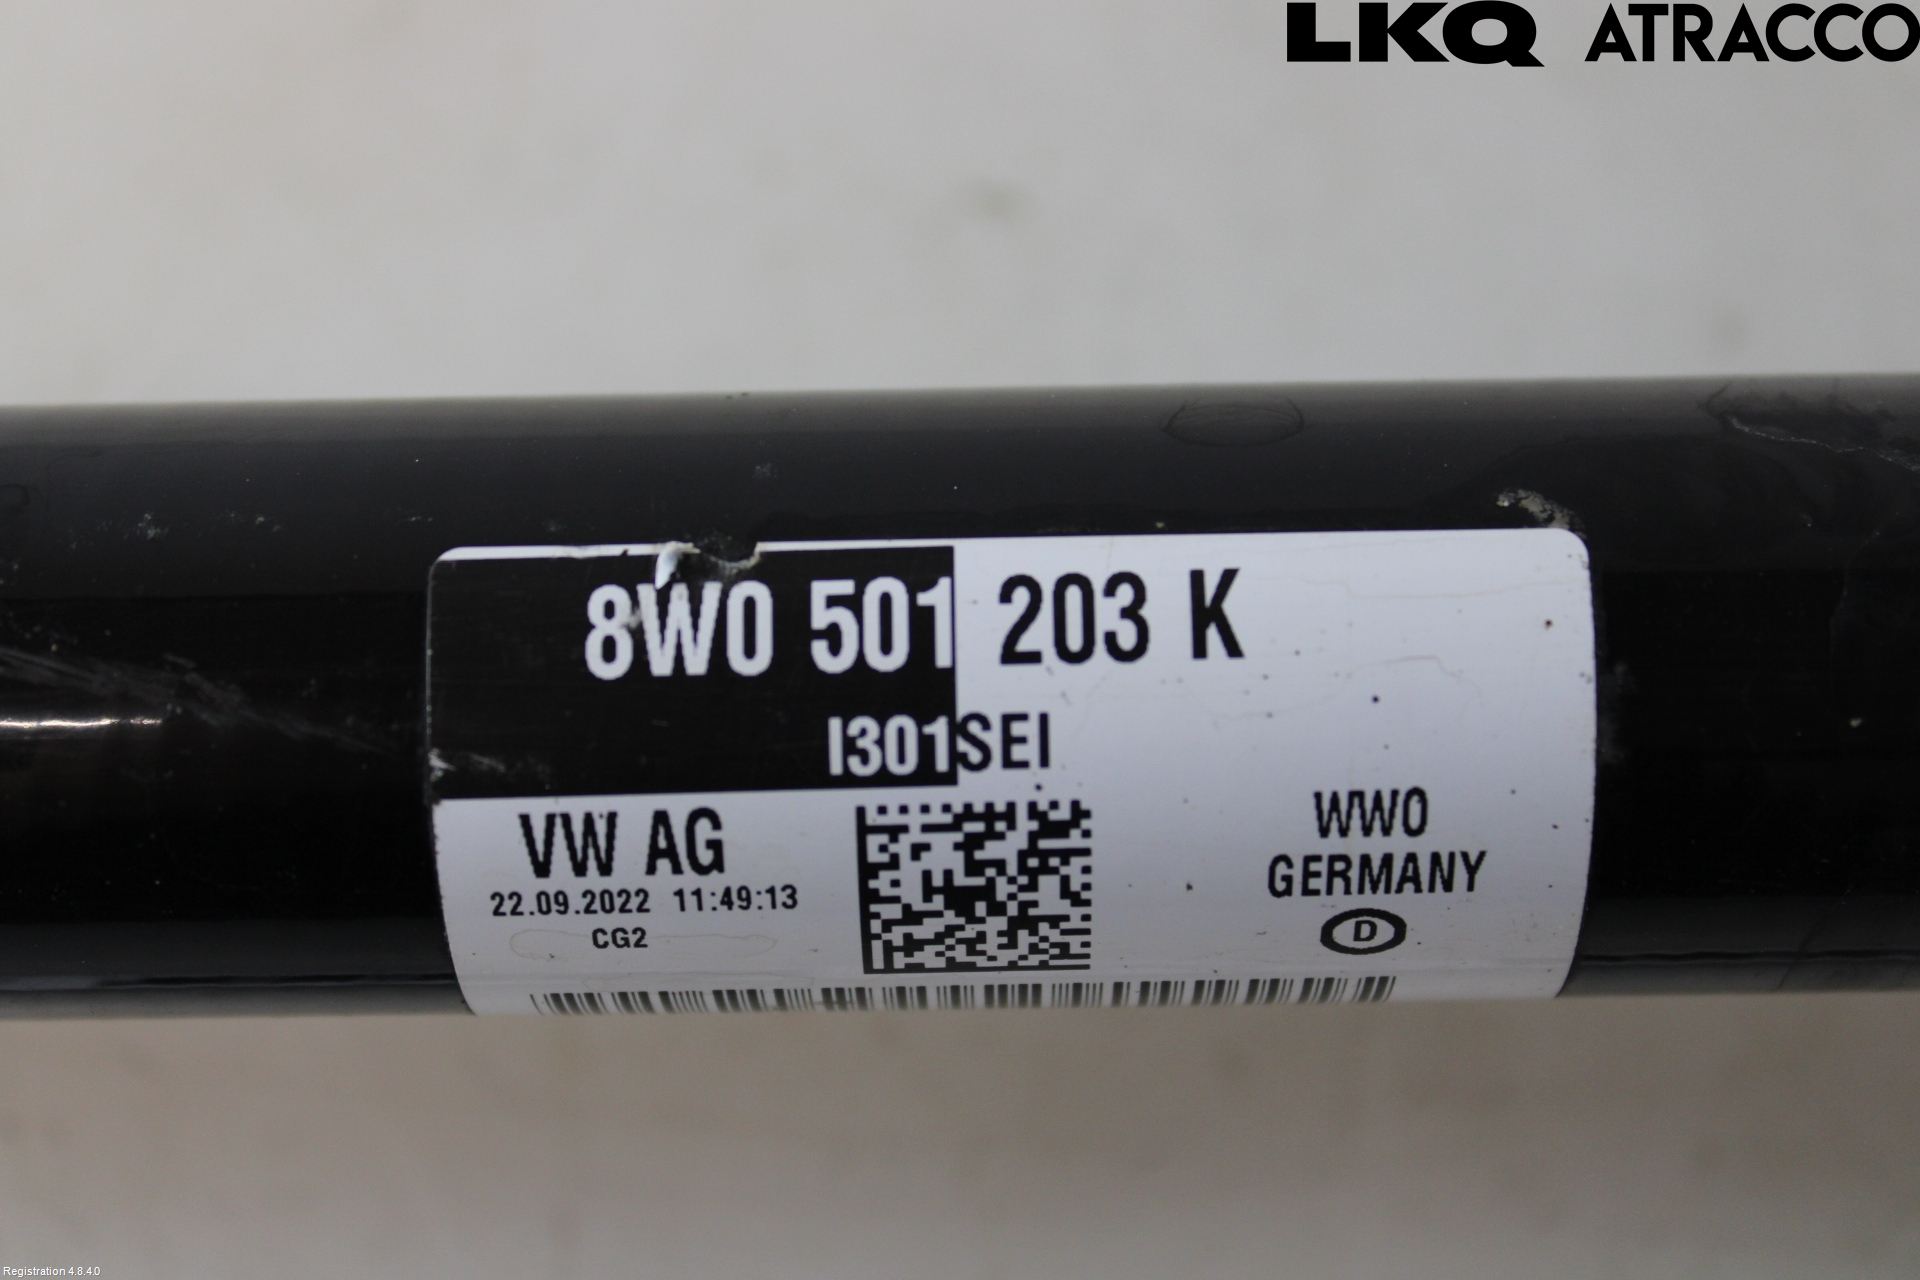 LKQ ATRACCO
8W0 501 203 K
I301SEI
VW AG
22.09.2022 11:49:13
CG2
WW0
GERMANY
D
Registration 4.8.4.0